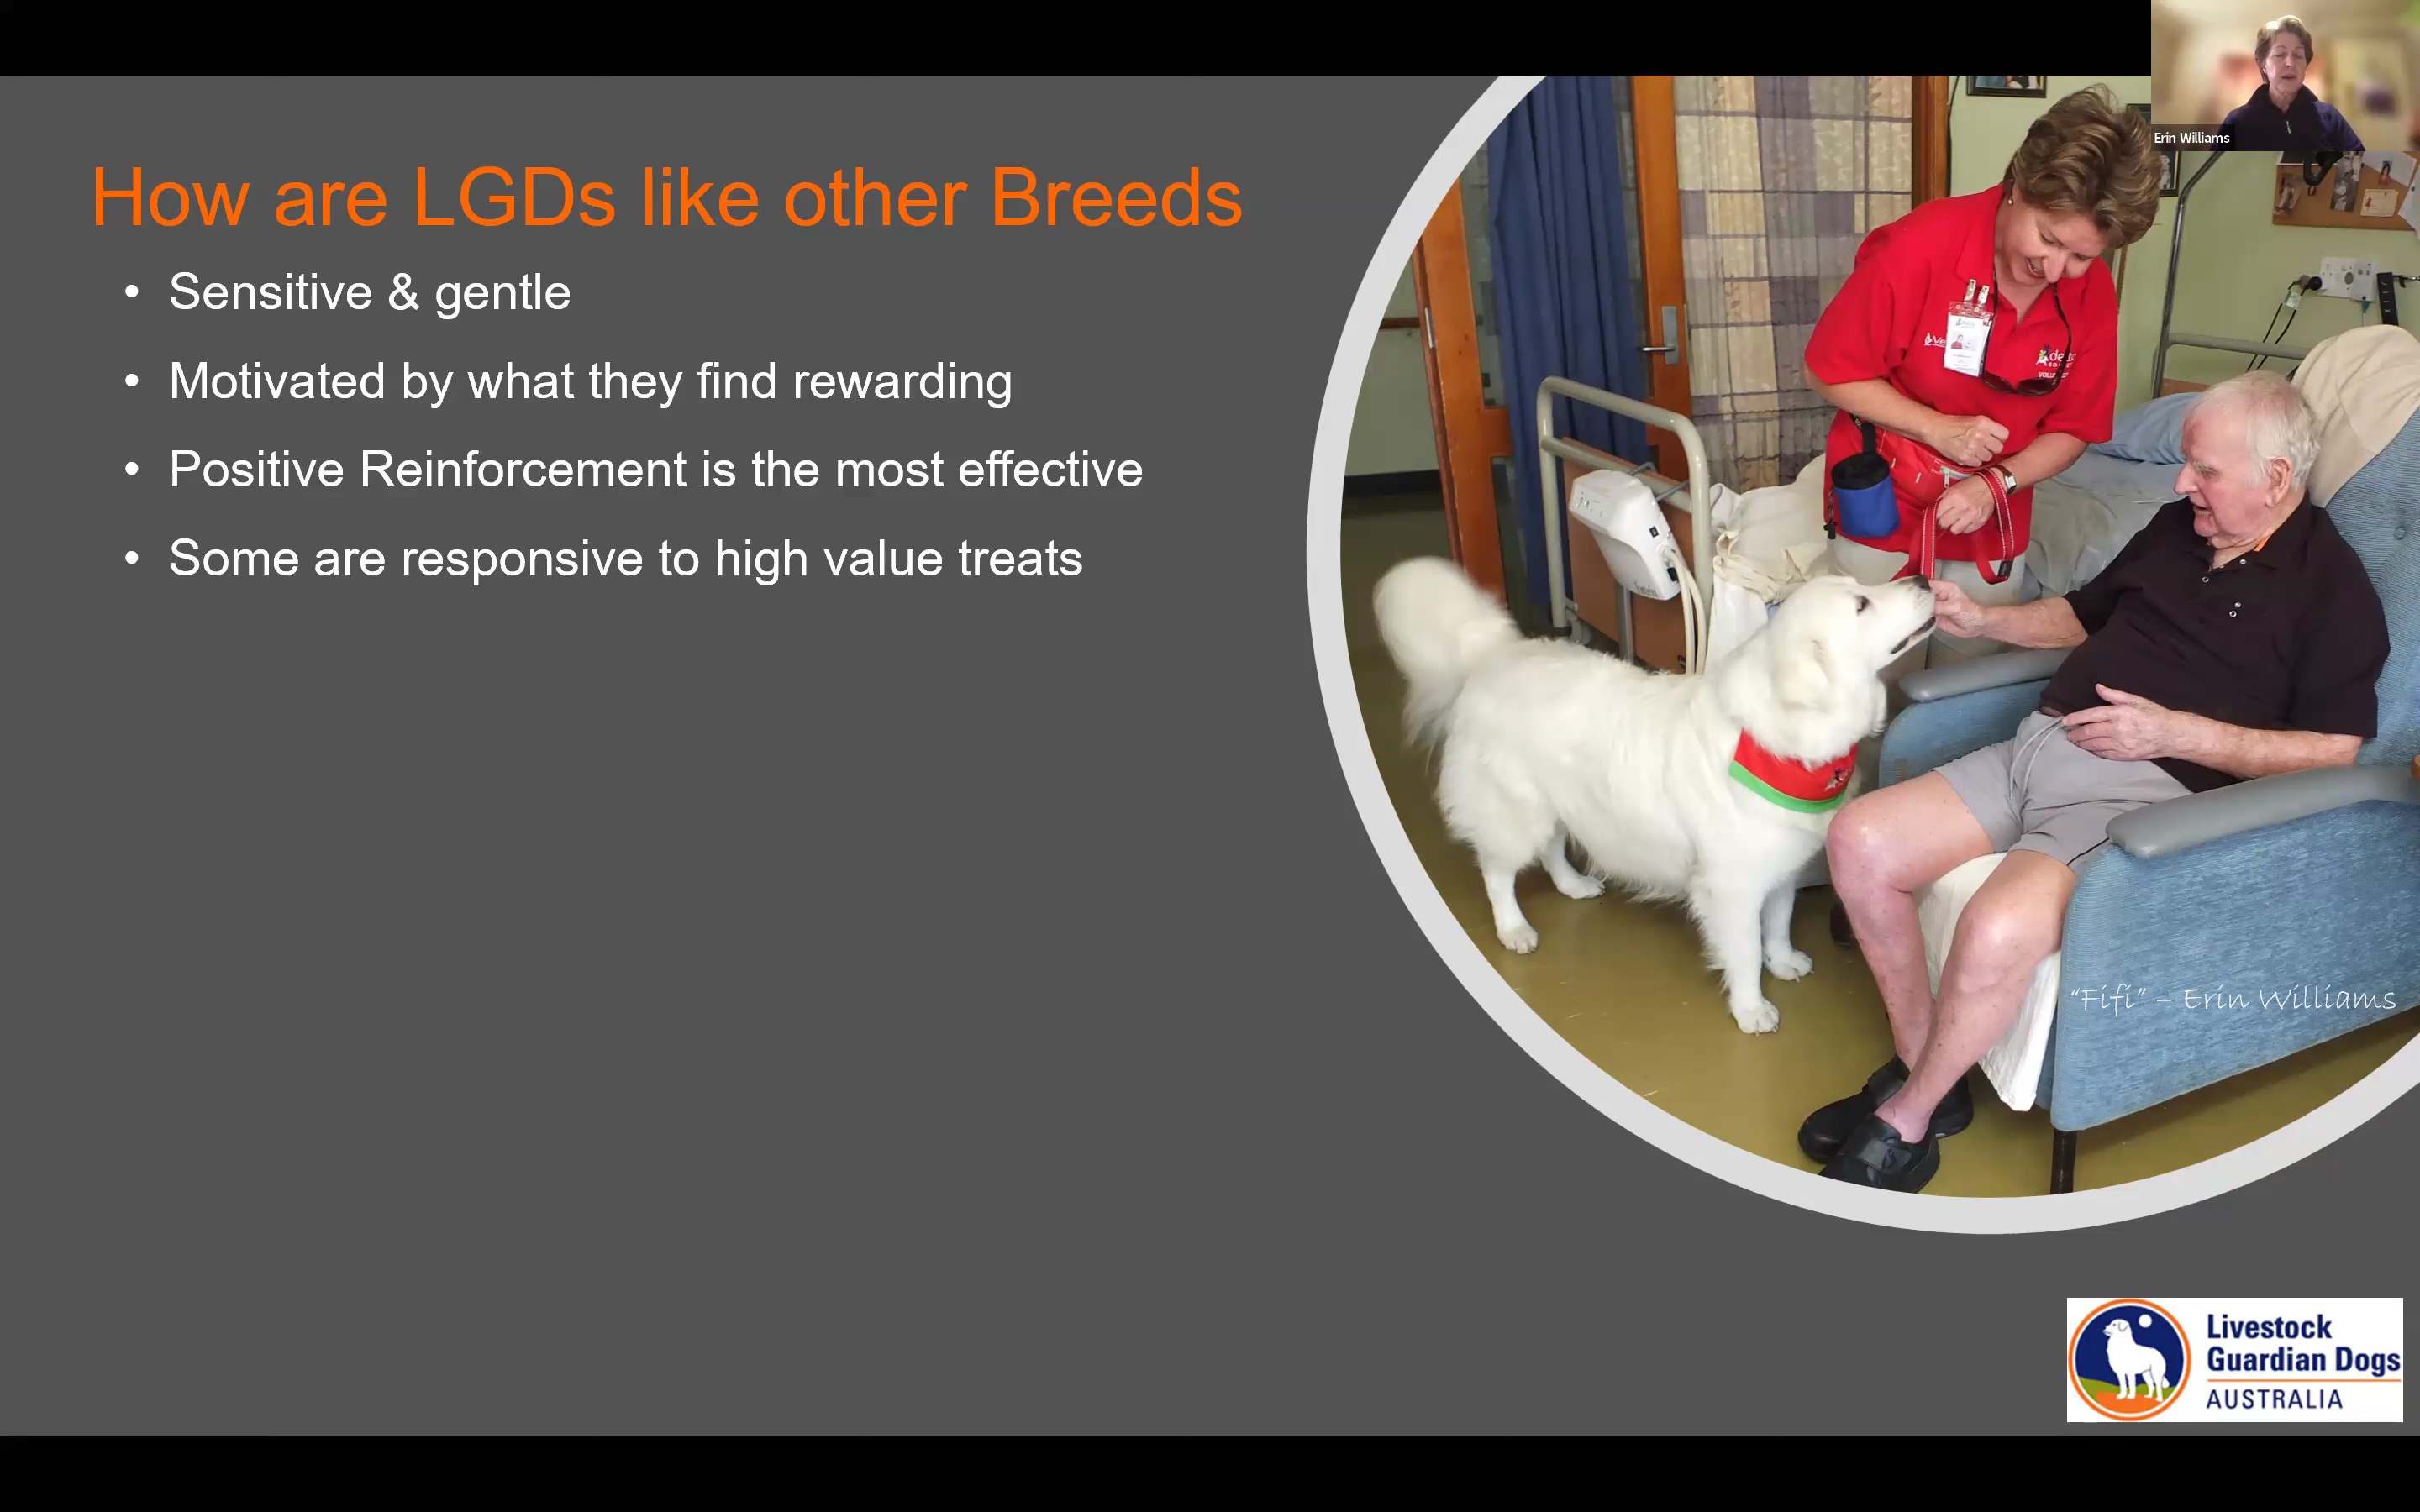 Erin Williams
How are LGDs like other Breeds
• Sensitive & gentle
• Motivated by what they find rewarding
• Positive Reinforcement is the most effective
• Some are responsive to high value treats
“Fifi” – Erin Williams
Livestock
Guardian Dogs
AUSTRALIA